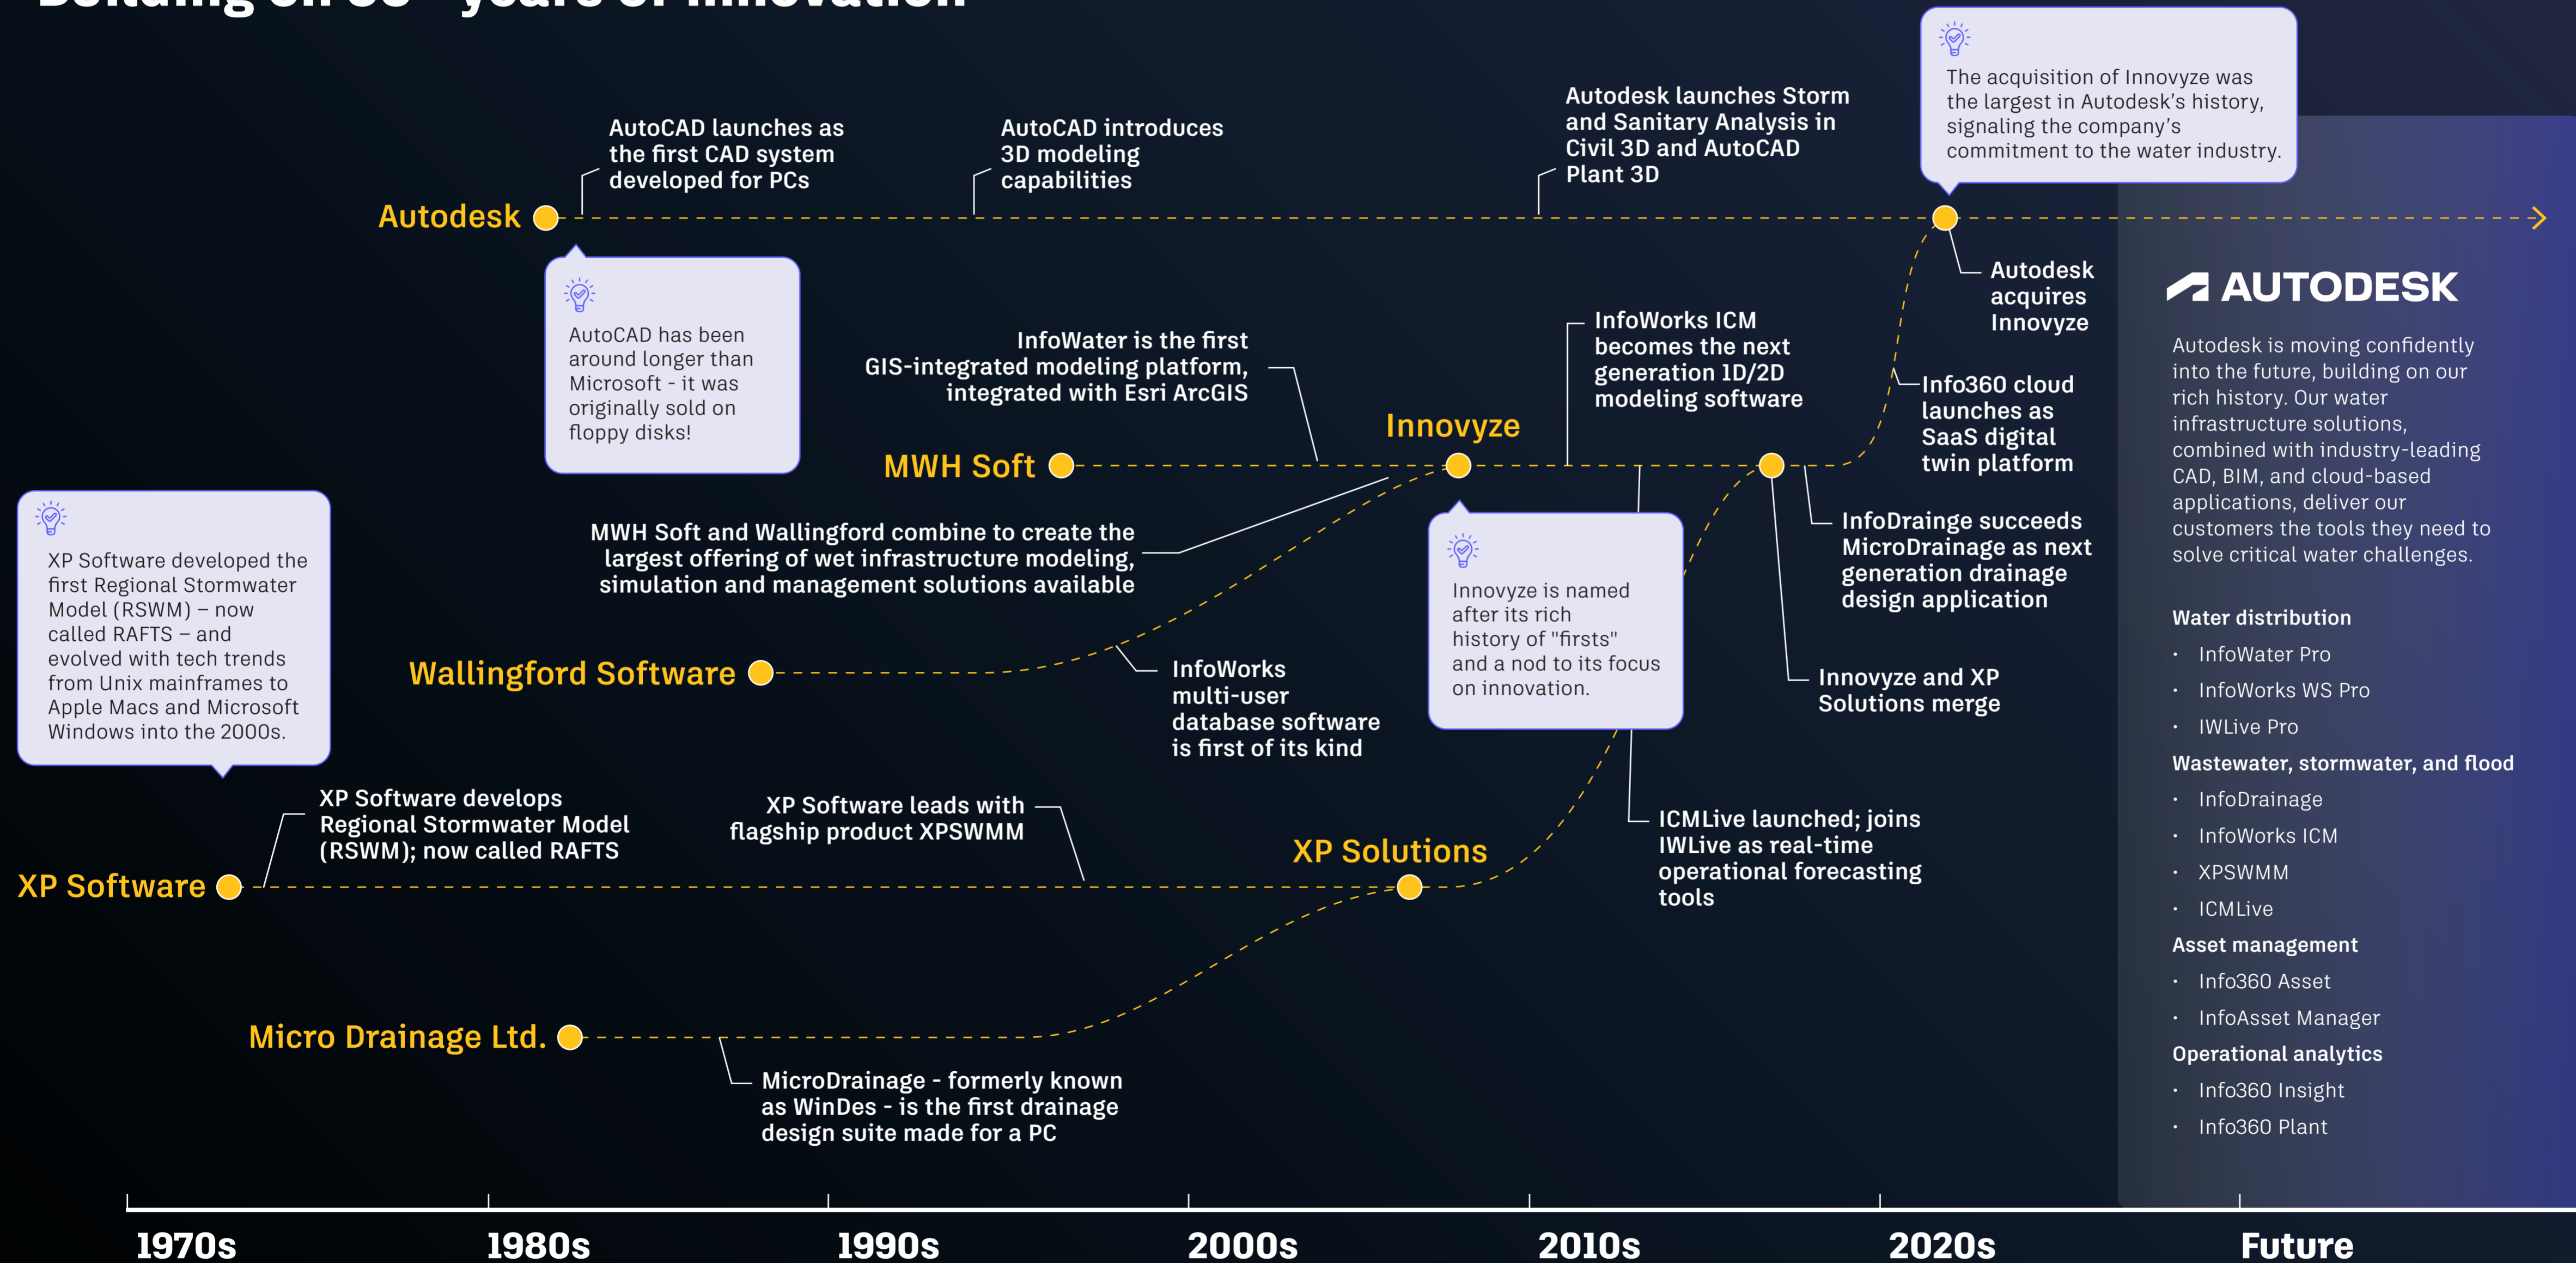 Building on
years of innovation
The acquisition of Innovyze was
the largest in Autodesk's history,
signaling the company's
commitment to the water industry.
AutoCAD launches as
the first CAD system
developed for PCs
AutoCAD introduces
3D modeling
capabilities
Autodesk launches Storm
and Sanitary Analysis in
Civil 3D and AutoCAD
Plant 3D
Autodesk
AutoCAD has been
around longer than
Microsoft - it was
originally sold on
floppy disks!
Autodesk
acquires
Innovyze
InfoWater is the first
GIS-integrated modeling platform,
integrated with Esri ArcGIS
InfoWorks ICM
becomes the next
generation 1D/2D
modeling software
Info360 cloud
launches as
SaaS digital
twin platform
Innovyze
MWH Soft
MWH Soft and Wallingford combine to create the
largest offering of wet infrastructure modeling,
simulation and management solutions available
Innovyze is named
after its rich
history of "firsts"
and a nod to its focus
on innovation.
InfoDrainge succeeds
MicroDrainage as next
generation drainage
design application
Innovyze and XP
Solutions merge
Wallingford Software
InfoWorks
multi-user
database software
is first of its kind
XP Software developed the
first Regional Stormwater
Model (RSWM) – now
called RAFTS – and
evolved with tech trends
from Unix mainframes to
Apple Macs and Microsoft
Windows into the 2000s.
XP Software develops
Regional Stormwater Model
(RSWM); now called RAFTS
XP Software leads with
flagship product XPSWMM
XP Software
XP Solutions
ICMLive launched; joins
IWLive as real-time
operational forecasting
tools
Micro Drainage Ltd.
MicroDrainage - formerly known
as WinDes - is the first drainage
design suite made for a PC
AUTODESK
Autodesk is moving confidently
into the future, building on our
rich history. Our water
infrastructure solutions,
combined with industry-leading
CAD, BIM, and cloud-based
applications, deliver our
customers the tools they need to
solve critical water challenges.
Water distribution
• InfoWater Pro
• InfoWorks WS Pro
• IWLive Pro
Wastewater, stormwater, and flood
• InfoDrainage
• InfoWorks ICM
• XPSWMM
• ICMLive
Asset management
• Info360 Asset
• InfoAsset Manager
Operational analytics
• Info360 Insight
• Info360 Plant
1970s
1980s
1990s
2000s
2010s
2020s
Future